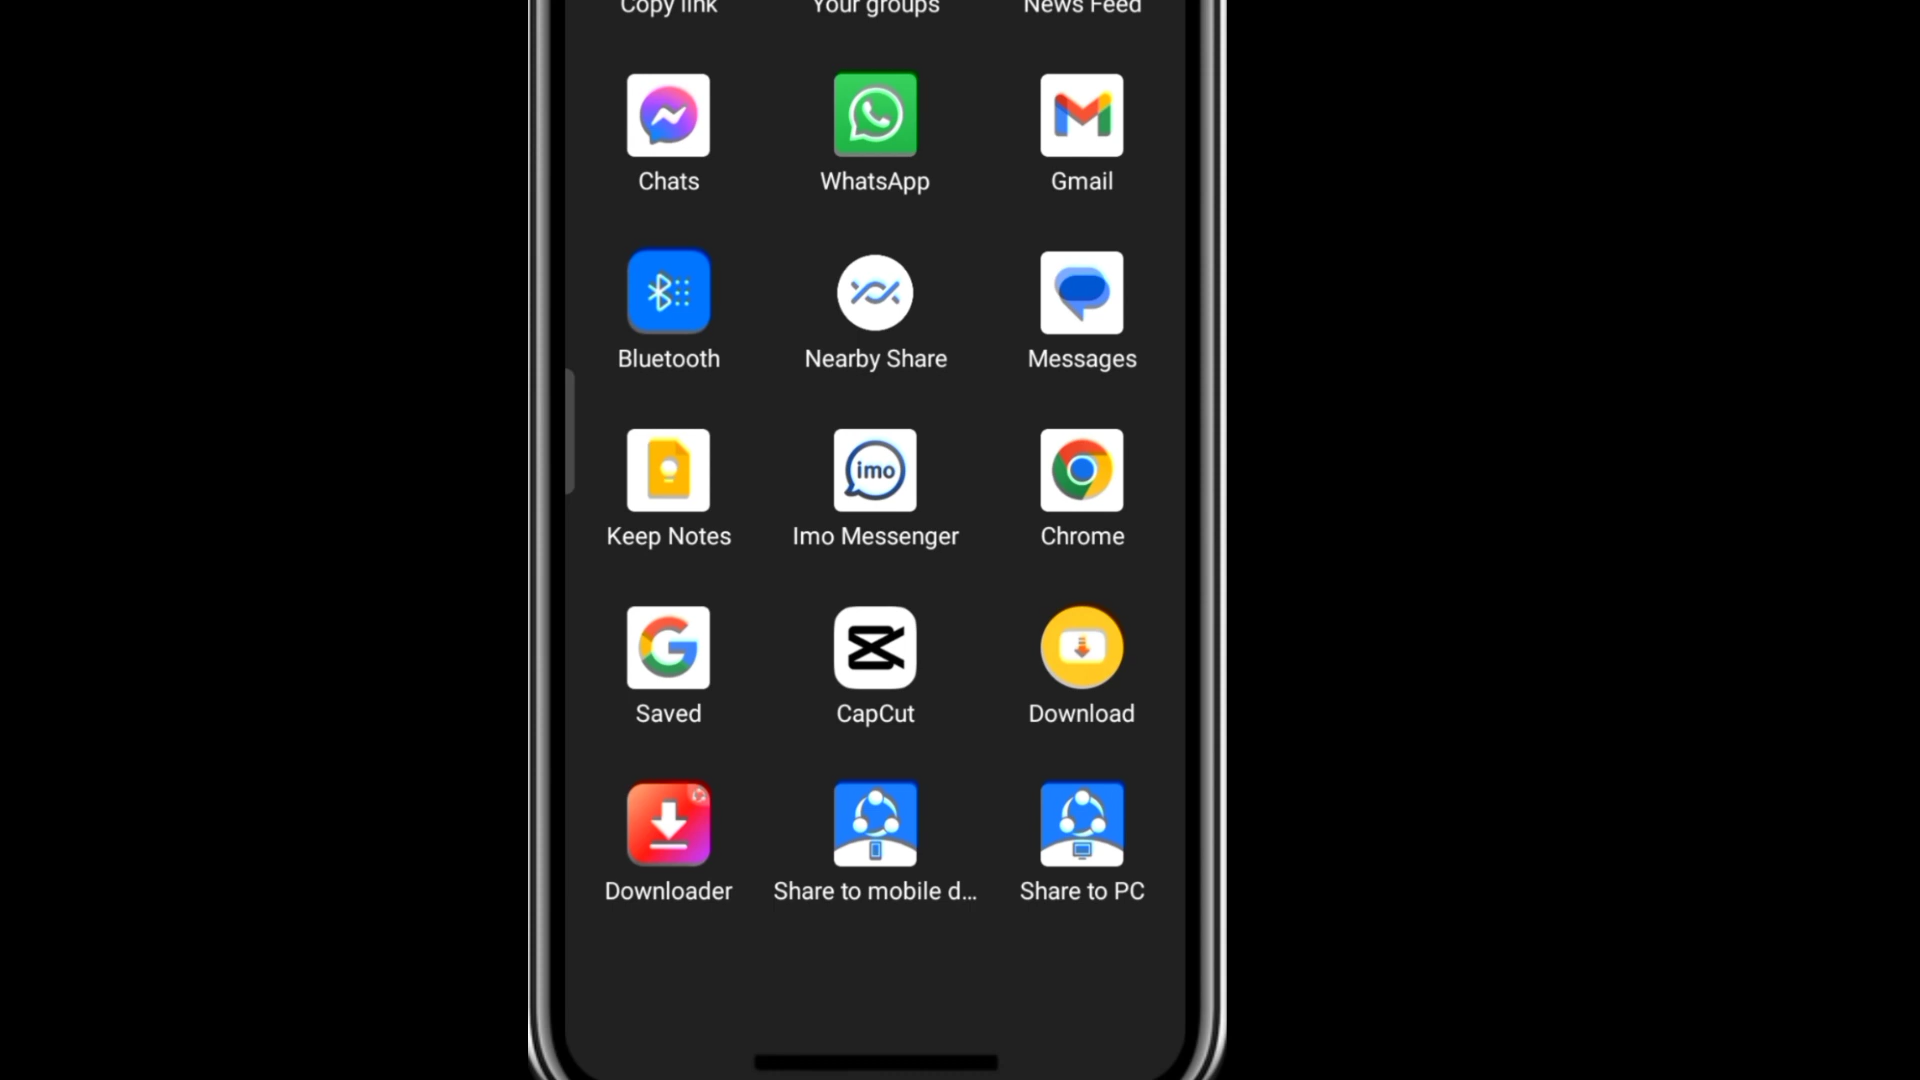 Copy link Your groups News Feed
Chats WhatsApp Gmail
Bluetooth Nearby Share Messages
imo
Keep Notes Imo Messenger Chrome
Saved CapCut Download
Downloader Share to mobile d... Share to PC